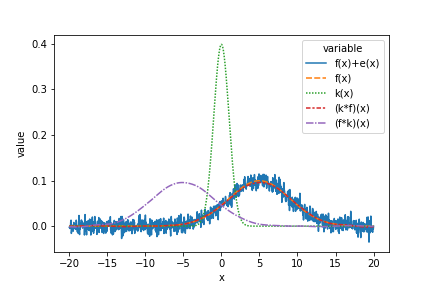 variable
f(x)+e(x)
f(x)
k(x)
(k*f)(x)
(f*k)(x)
value
0.4
0.3
0.2
0.1
0.0
−20 −15 −10 −5 0 5 10 15 20
x